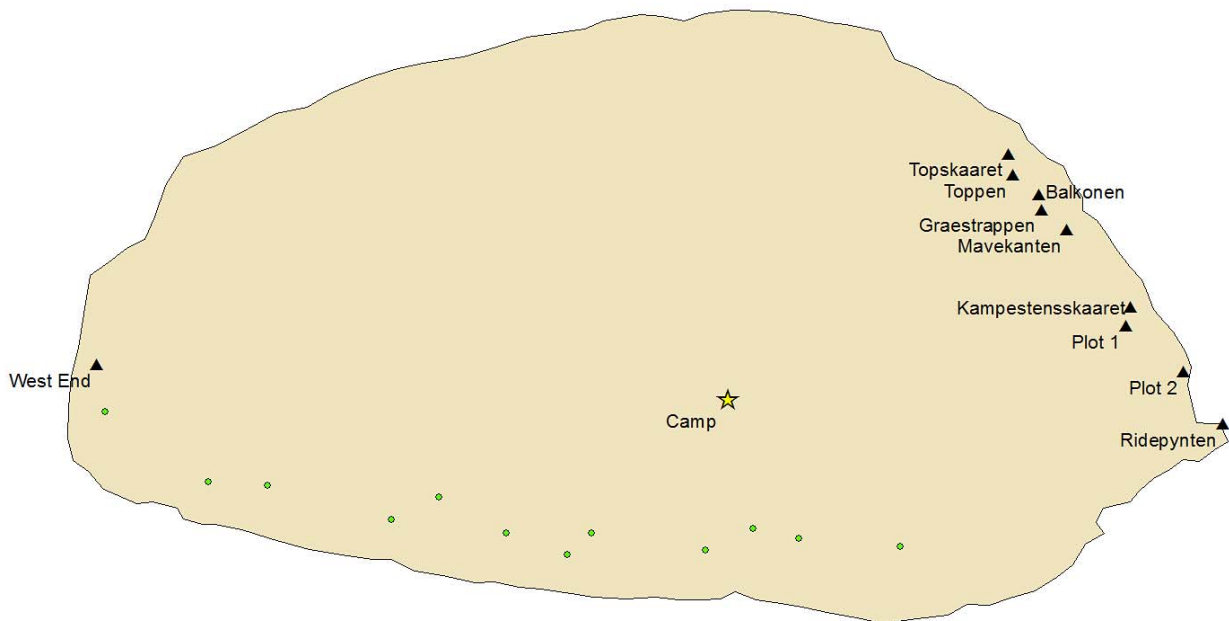 Topskaaret
Toppen
Balkonen
Graestrappen
Mavekanten
Kampestensskaaret
Plot 1
West End
Plot 2
Camp
Ridepynten